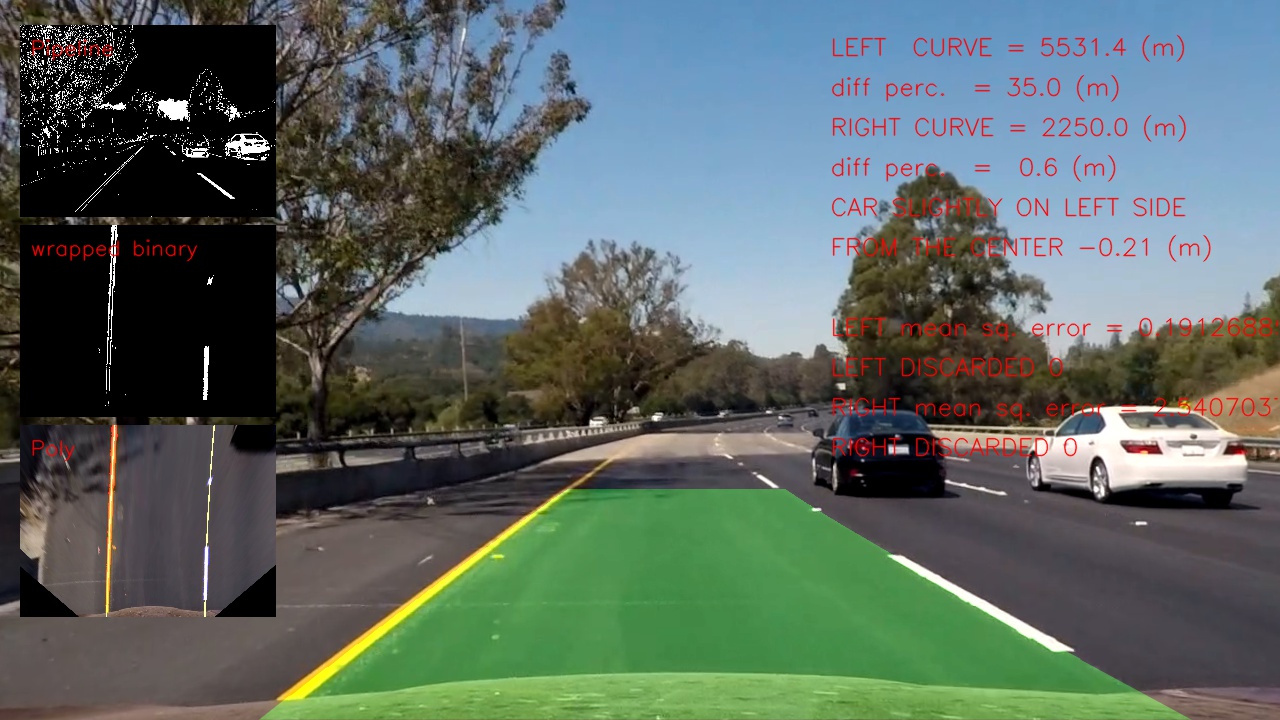 Pipeline
wrapped binary
Poly
LEFT CURVE = 5531.4 (m)
diff perc. = 35.0 (m)
RIGHT CURVE = 2250.0 (m)
diff perc. = 0.6 (m)
CAR SLIGHTLY ON LEFT SIDE
FROM THE CENTER -0.21 (m)
LEFT mean sq. error = 0.1912688
LEFT DISCARDED 0
RIGHT mean sq. error = 2.940703
RIGHT DISCARDED 0